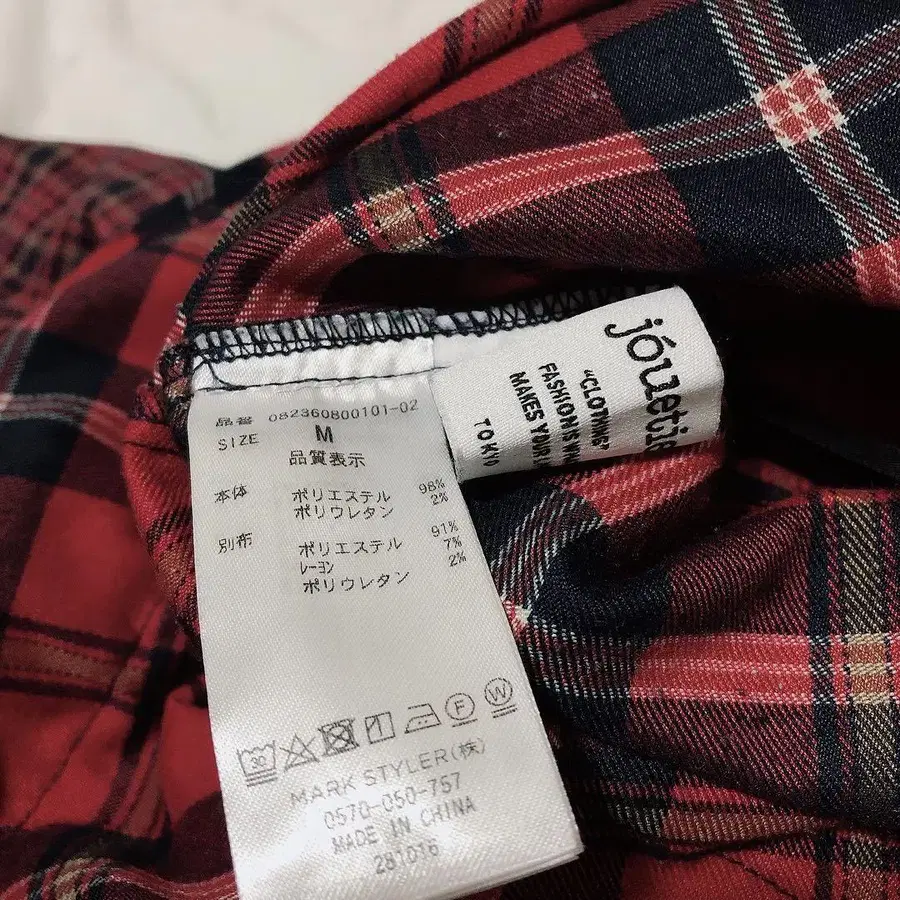 品番 082360800101-02
SIZE M
品質表示
本体 ポリエステル 98%
ポリウレタン 2%
別布 ポリエステル 91%
レーヨン 7%
ポリウレタン 2%
30
F
W
MARK STYLER(株)
0570-050-757
MADE IN CHINA
281016
jouetie
"CLOTHING"
FASHION IS
MAKES YOUR
TOKYO